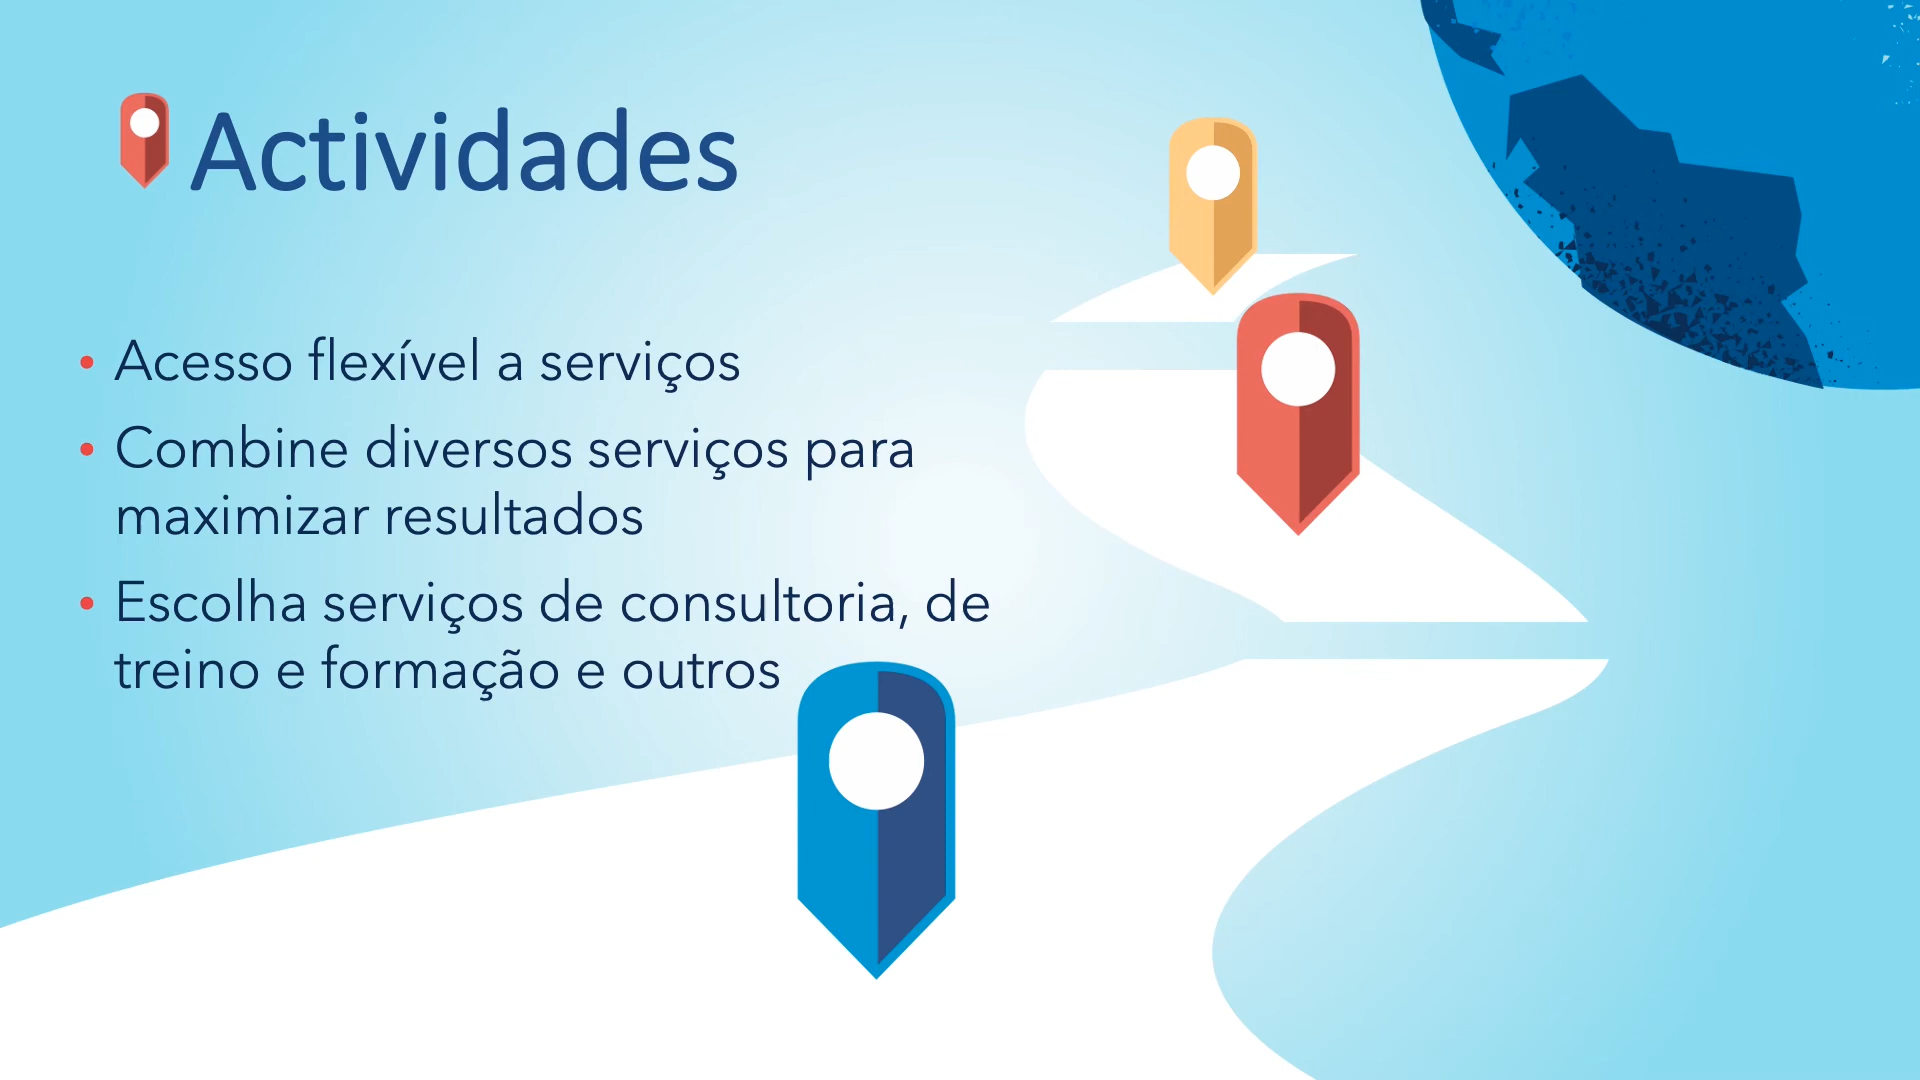 Actividades
• Acesso flexível a serviços
• Combine diversos serviços para
maximizar resultados
• Escolha serviços de consultoria, de
treino e formação e outros